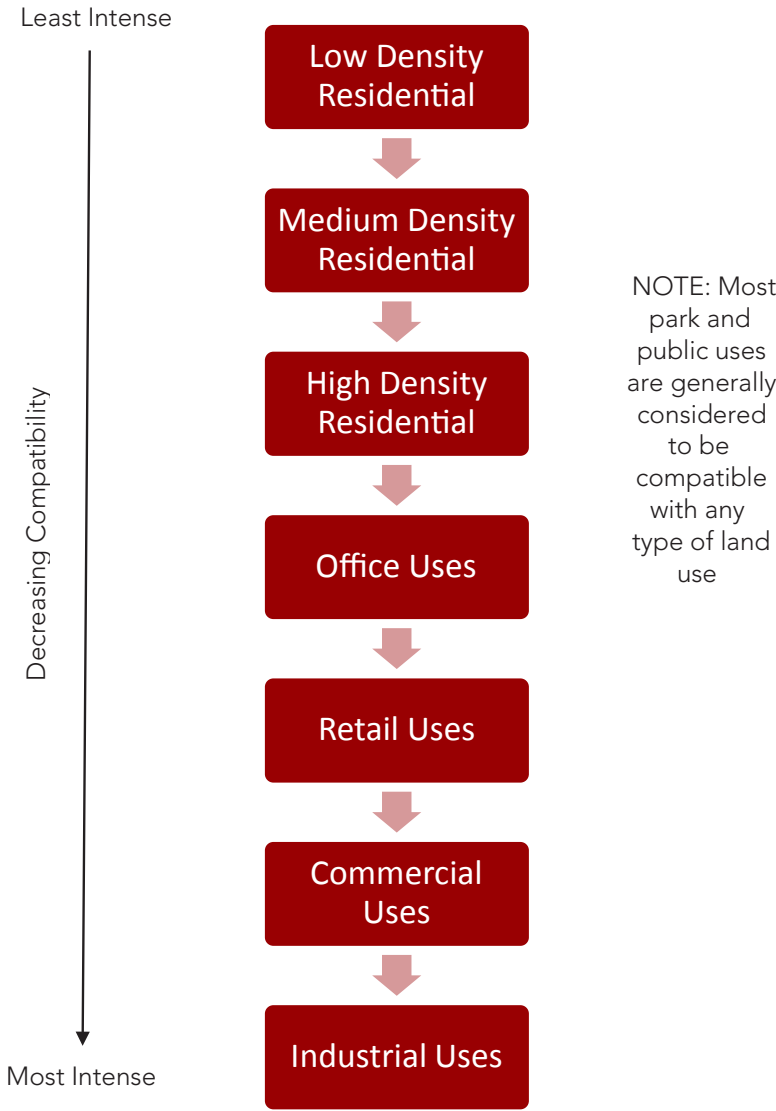 Least Intense
Low Density
Residential
Medium Density
Residential
High Density
Residential
Office Uses
Retail Uses
Commercial
Uses
Industrial Uses
Most Intense
Decreasing Compatibility
NOTE: Most
park and
public uses
are generally
considered
to be
compatible
with any
type of land
use